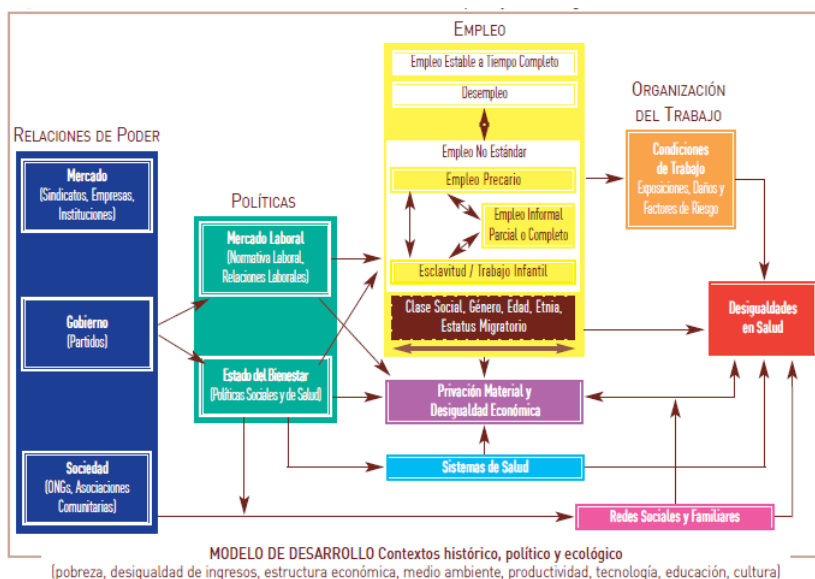 EMPLEO
Empleo Estable a Tiempo Completo
Desempleo
Empleo No Estándar
Empleo Precario
Empleo Informal
Parcial o Completo
Esclavitud / Trabajo Infantil
Clase Social, Género, Edad, Etnia,
Estatus Migratorio
ORGANIZACIÓN
DEL TRABAJO
Condiciones
de Trabajo
Exposiciones, Daños y
Factores de Riesgo
RELACIONES DE PODER
Mercado
(Sindicatos, Empresas,
Instituciones)
Gobierno
(Partidos)
Sociedad
(ONGs, Asociaciones
Comunitarias)
POLÍTICAS
Mercado Laboral
(Normativa Laboral,
Relaciones Laborales)
Estado del Bienestar
(Políticas Sociales y de Salud)
Privación Material y
Desigualdad Económica
Sistemas de Salud
Redes Sociales y Familiares
Desigualdades
en Salud
MODELO DE DESARROLLO Contextos histórico, político y ecológico
(pobreza, desigualdad de ingresos, estructura económica, medio ambiente, productividad, tecnología, educación, cultura)